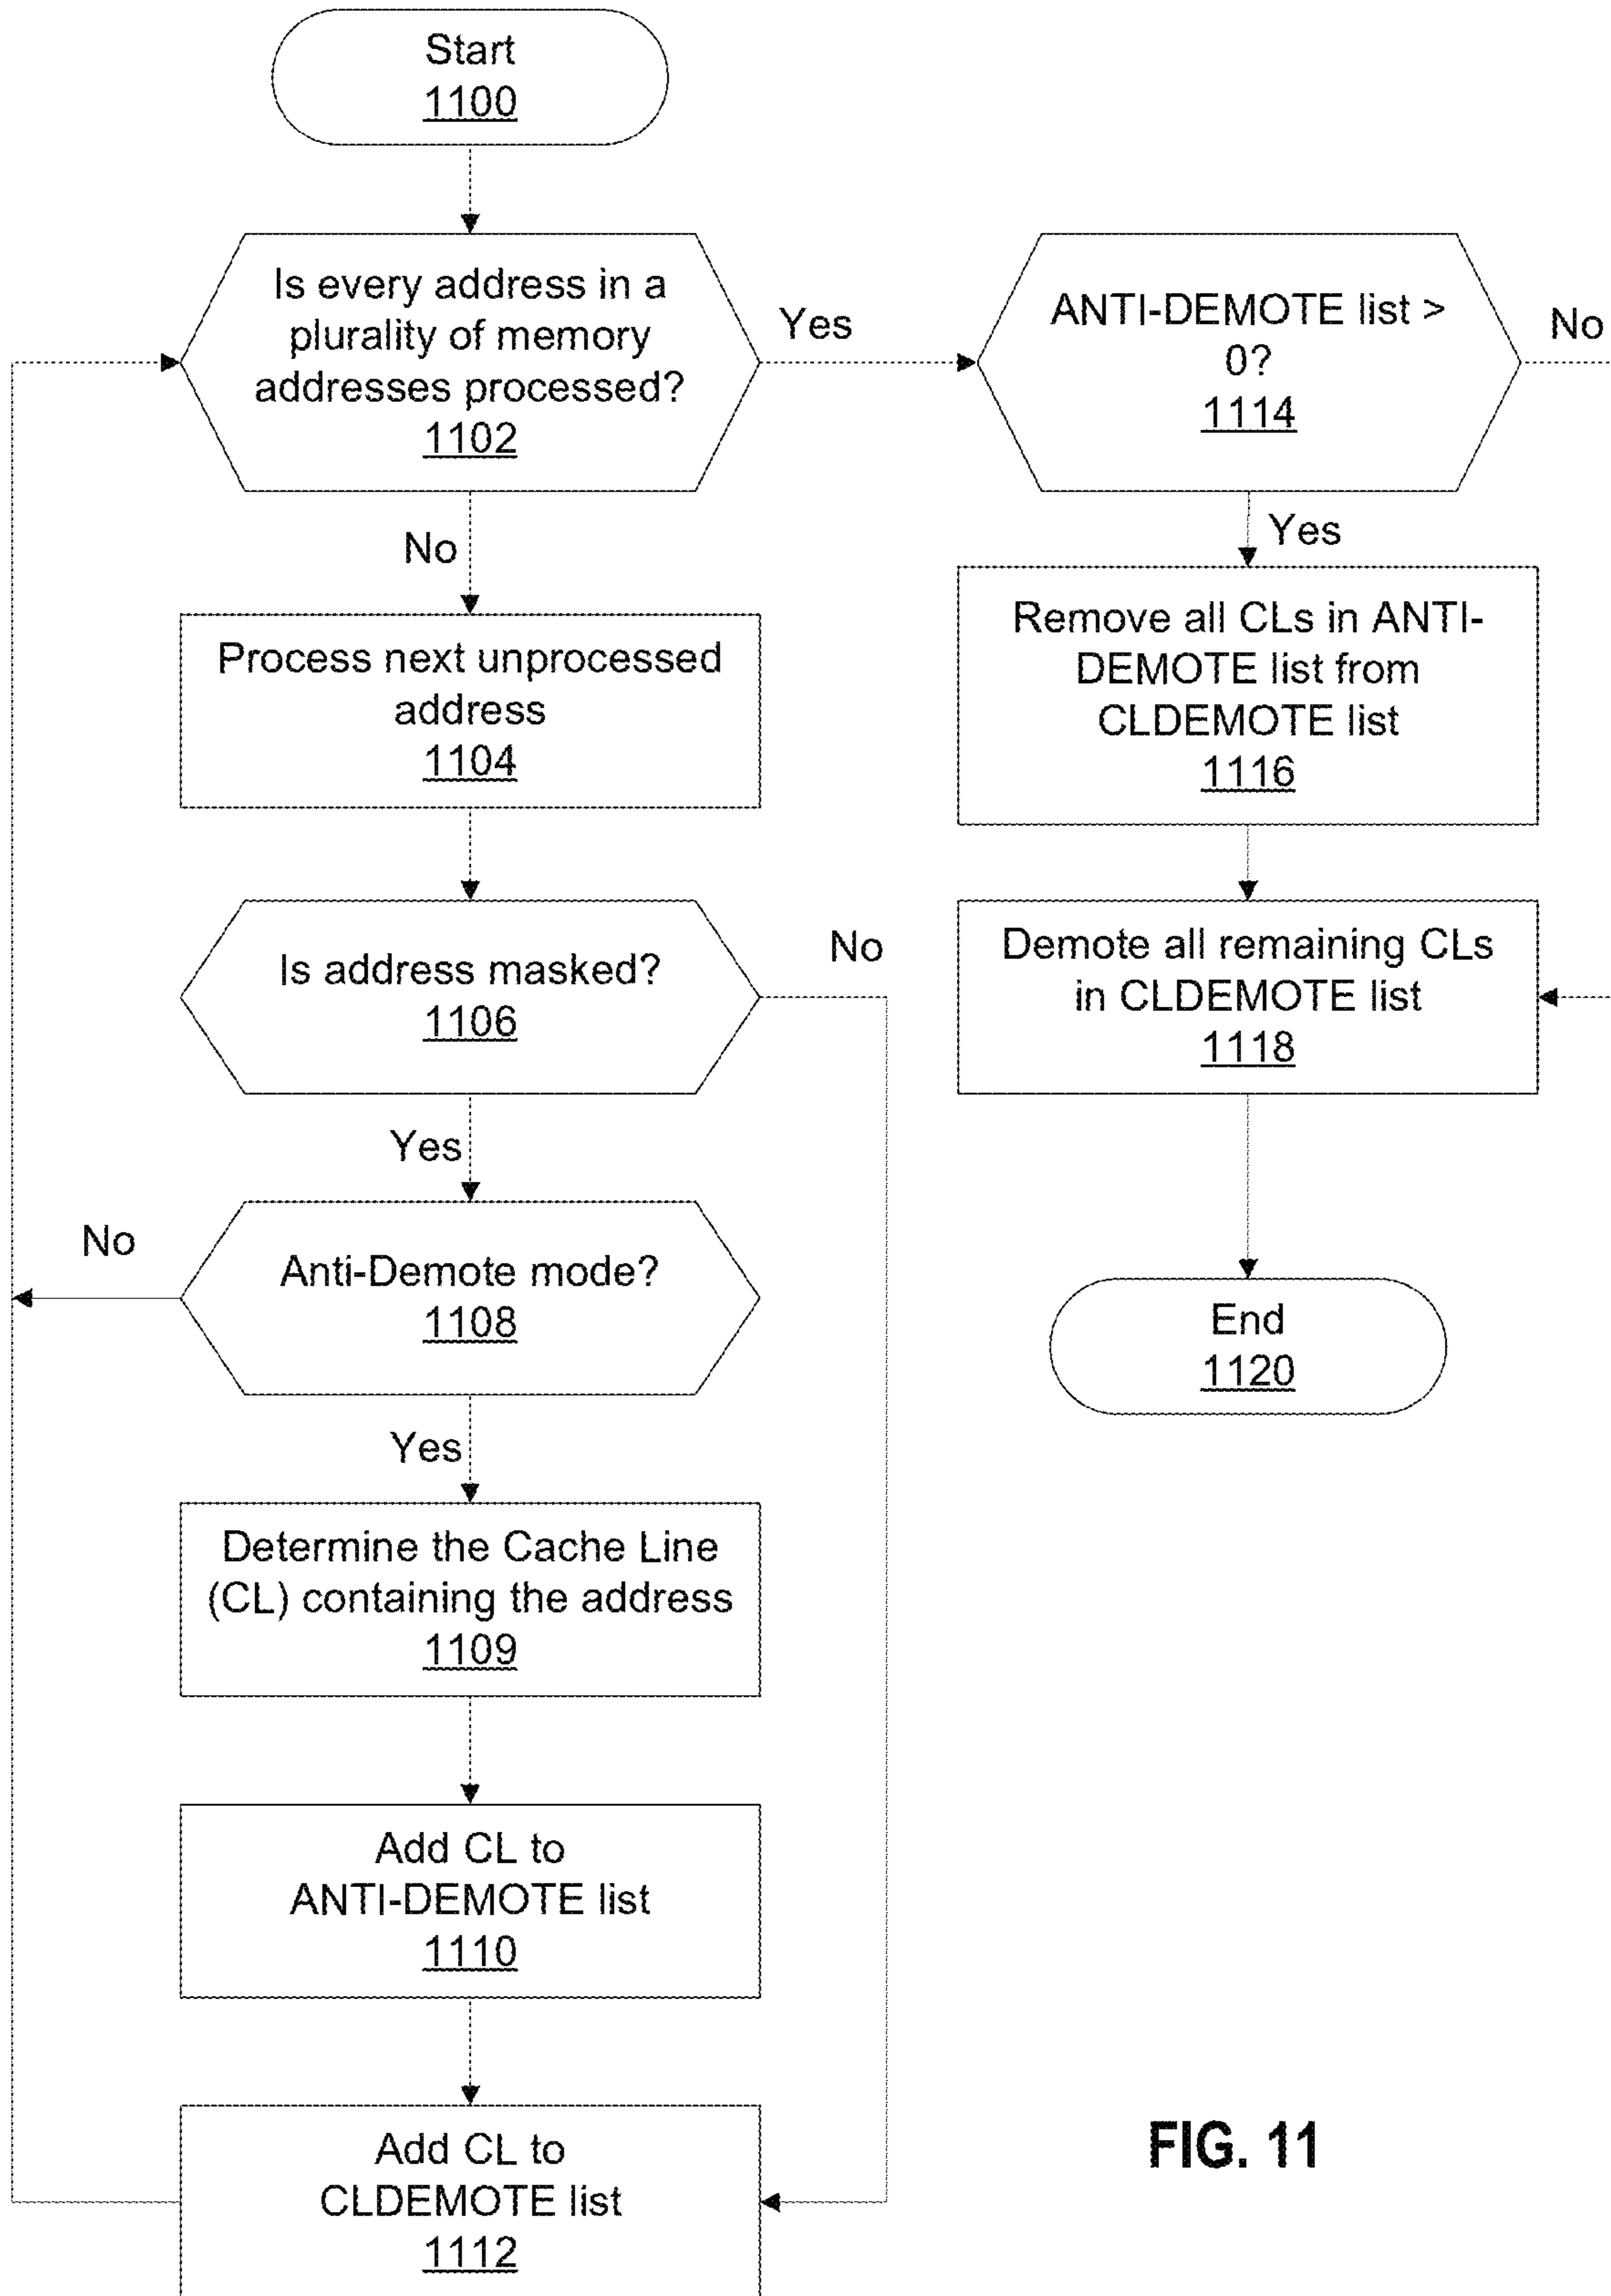 Start
1100
Is every address in a
plurality of memory
addresses processed?
1102
Yes
ANTI-DEMOTE list >
0?
1114
No
No
Yes
Process next unprocessed
address
1104
Remove all CLs in ANTI-
DEMOTE list from
CLDEMOTE list
1116
Is address masked?
1106
No
Demote all remaining CLs
in CLDEMOTE list
1118
Yes
No
Anti-Demote mode?
1108
End
1120
Yes
Determine the Cache Line
(CL) containing the address
1109
Add CL to
ANTI-DEMOTE list
1110
Add CL to
CLDEMOTE list
1112
FIG. 11